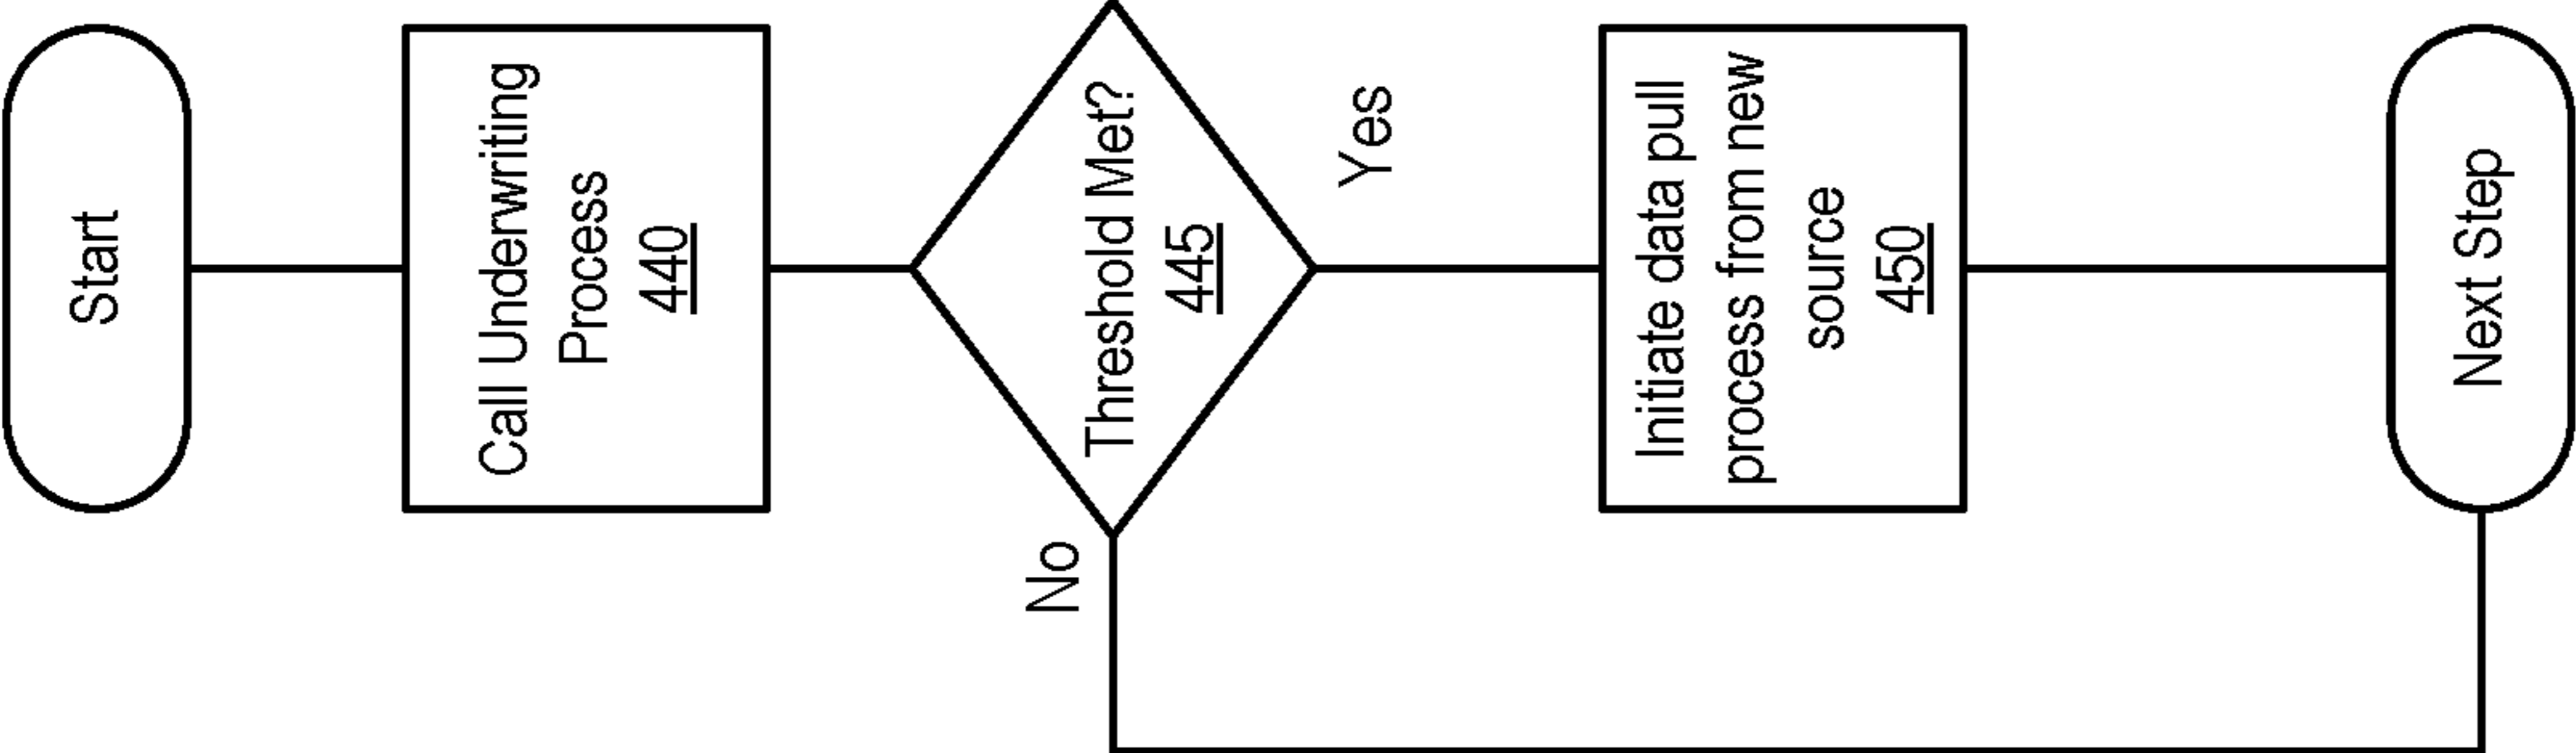 Start
Call Underwriting
Process
440
Threshold Met?
445
No
Yes
Initiate data pull
process from new
source
450
Next Step